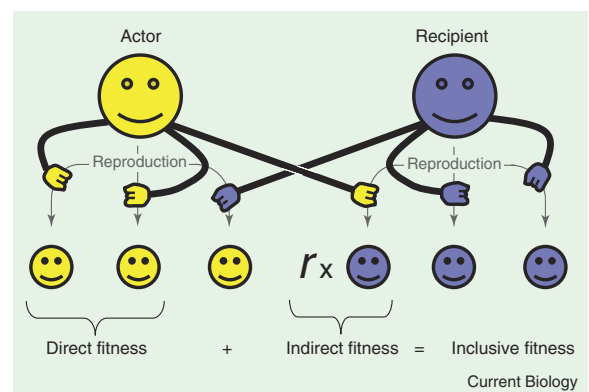 Actor Recipient
Reproduction Reproduction
r x
Direct fitness + Indirect fitness = Inclusive fitness
Current Biology